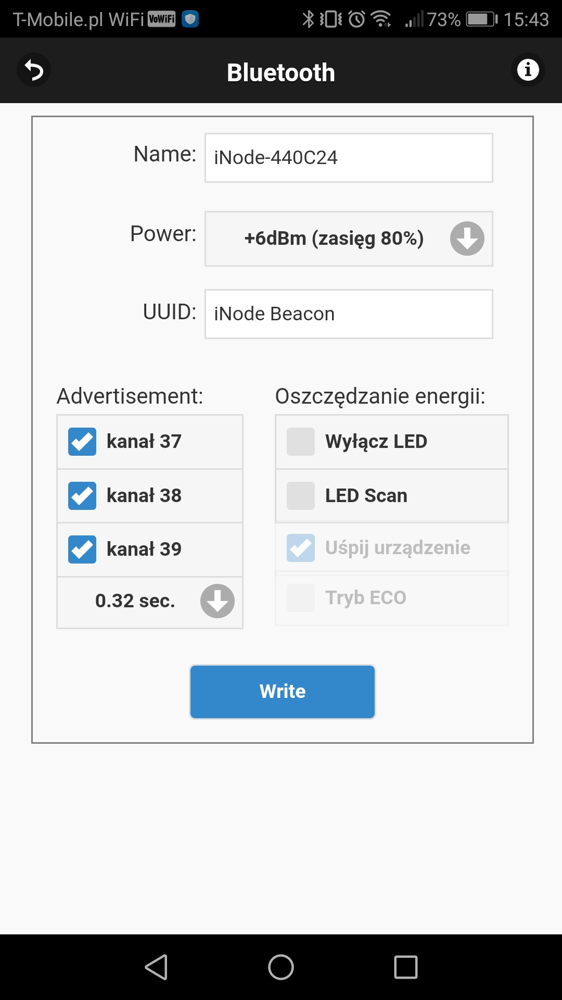 T-Mobile.pl WiFi VoWiFi 73% 15:43
Bluetooth
Name: iNode-440C24
Power: +6dBm (zasięg 80%)
UUID: iNode Beacon
Advertisement:
kanał 37
kanał 38
kanał 39
0.32 sec.
Oszczędzanie energii:
Wyłącz LED
LED Scan
Uśpij urządzenie
Tryb ECO
Write